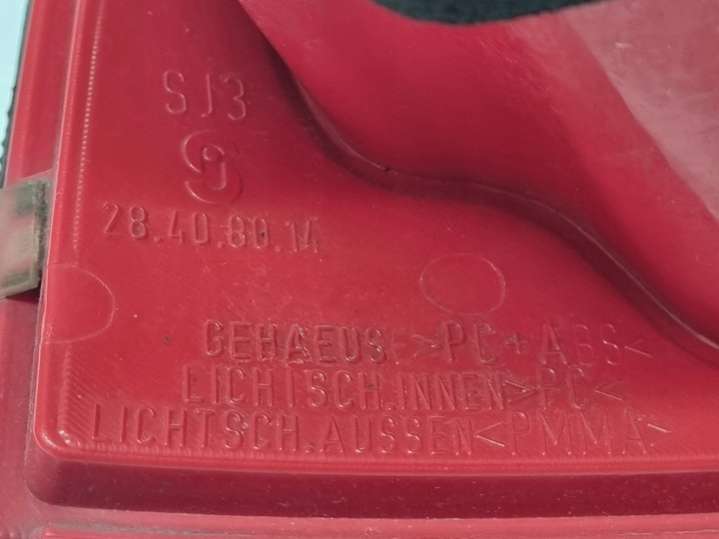 SJ3
28.40.80.14
GEHAEUSE >PC+ABS<
LICHTSCH.INNEN>PC<
LICHTSCH.AUSSEN<PMMA>